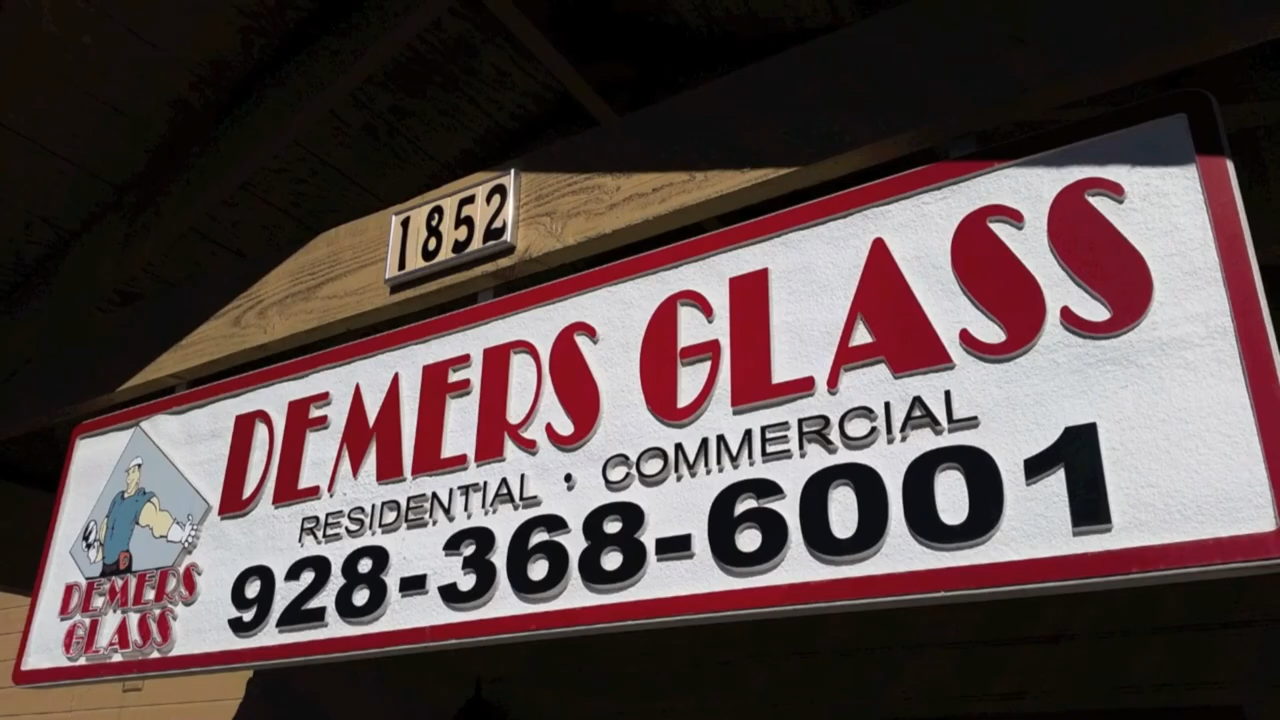 1852
DEMERS GLASS
RESIDENTIAL • COMMERCIAL
928-368-6001
DEMERS
GLASS